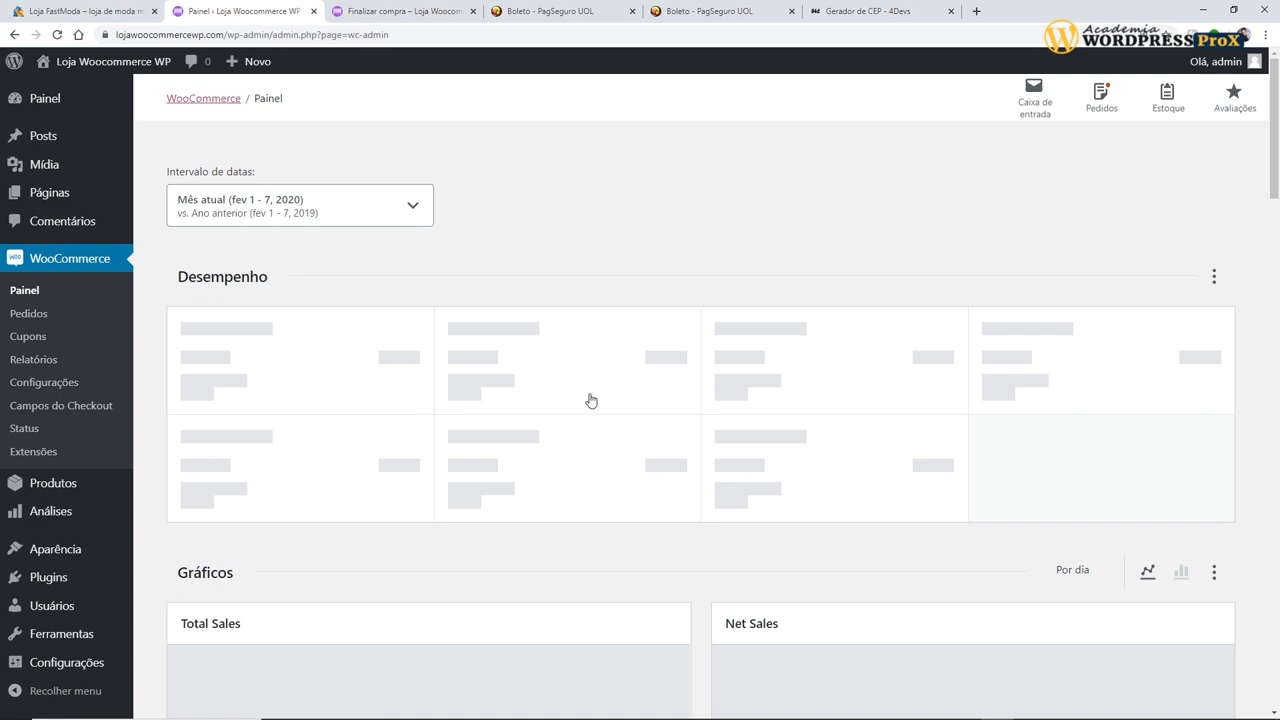 Loja FastModa – loja de moda m
Painel ‹ Loja Woocommerce WP -
Finalizar compra – Loja Woocomm
Boleto - PagSeguro UOL
Boleto - PagSeguro UOL
Gerador de CEP - 4Devs
lojawoocommercewp.com/wp-admin/admin.php?page=wc-admin
Academia
WORDPRESS ProX
Loja Woocommerce WP
0
Novo
Olá, admin
Painel
Posts
Mídia
Páginas
Comentários
WooCommerce
Painel
Pedidos
Cupons
Relatórios
Configurações
Campos do Checkout
Status
Extensões
Produtos
Análises
Aparência
Plugins
Usuários
Ferramentas
Configurações
Recolher menu
WooCommerce / Painel
Caixa de
entrada
Pedidos
Estoque
Avaliações
Intervalo de datas:
Mês atual (fev 1 - 7, 2020)
vs. Ano anterior (fev 1 - 7, 2019)
Desempenho
Gráficos
Por dia
Total Sales
Net Sales